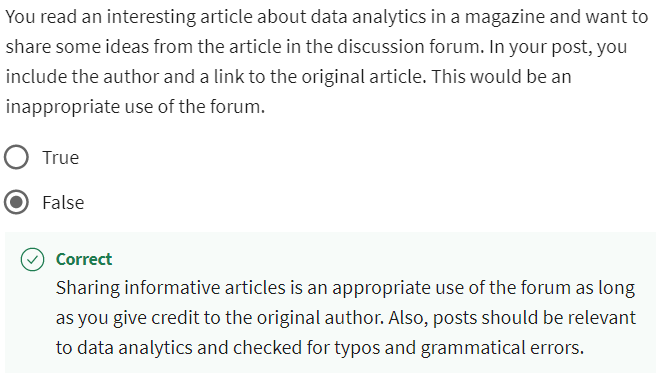 You read an interesting article about data analytics in a magazine and want to
share some ideas from the article in the discussion forum. In your post, you
include the author and a link to the original article. This would be an
inappropriate use of the forum.
True
False
Correct
Sharing informative articles is an appropriate use of the forum as long
as you give credit to the original author. Also, posts should be relevant
to data analytics and checked for typos and grammatical errors.